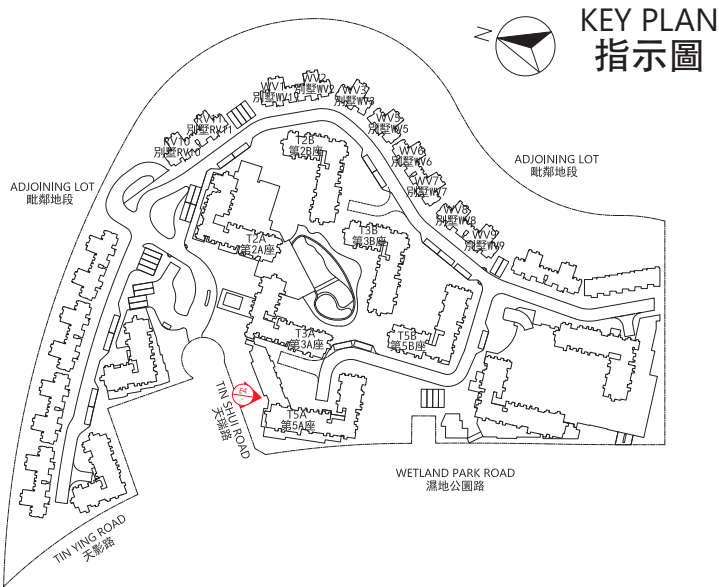 KEY PLAN
指示圖
N
WV1
別墅WV1
WV2
別墅WV2
WV3
別墅WV3
RV11
別墅RV11
RV10
別墅RV10
WV5
別墅WV5
WV6
別墅WV6
WV7
別墅WV7
WV8
別墅WV8
WV9
別墅WV9
T2B
第2B座
ADJOINING LOT
毗鄰地段
ADJOINING LOT
毗鄰地段
T2A
第2A座
T3B
第3B座
T3A
第3A座
T5B
第5B座
E4
TIN SHUI ROAD
天瑞路
T5A
第5A座
WETLAND PARK ROAD
濕地公園路
TIN YING ROAD
天影路